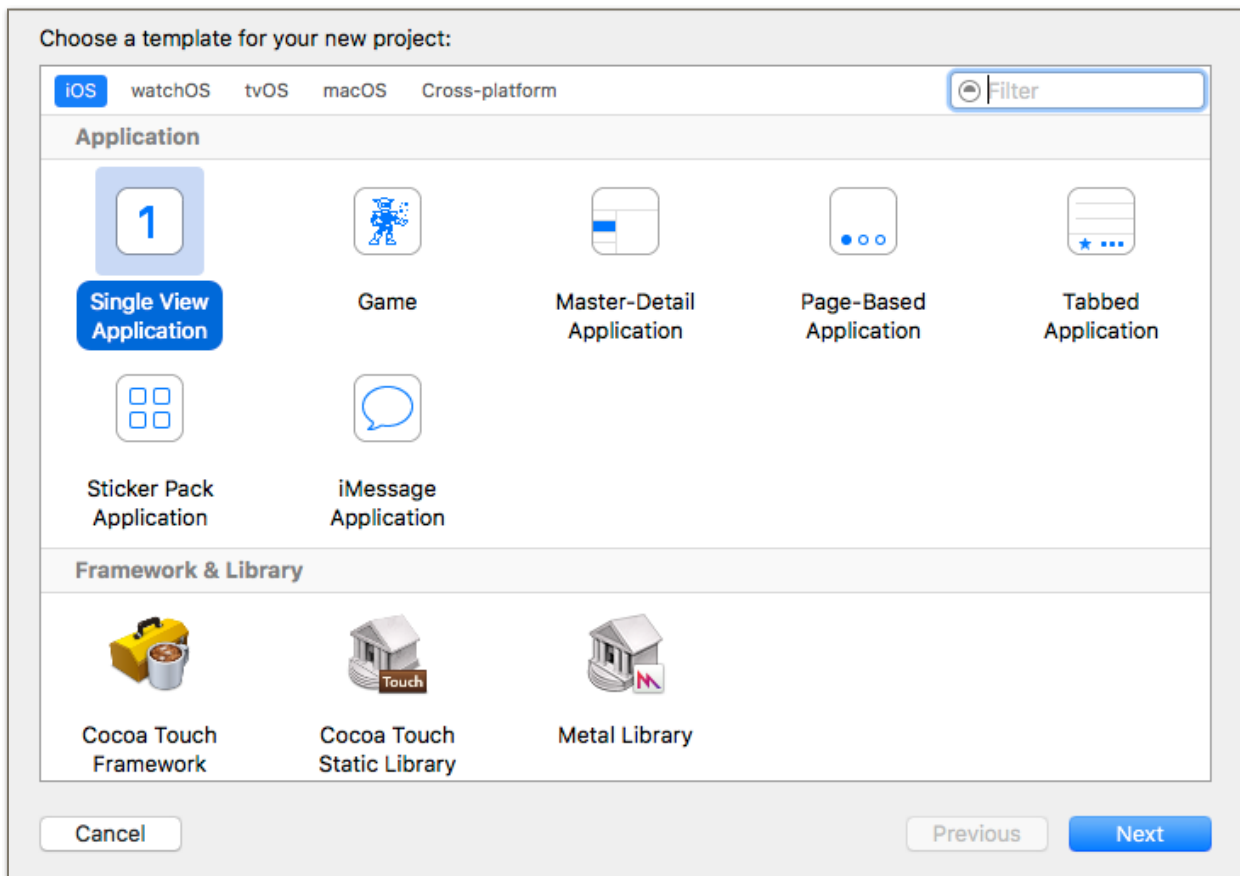 Choose a template for your new project:
iOS watchOS tvOS macOS Cross-platform Filter
Application
1
Single View Application
Game
Master-Detail Application
Page-Based Application
Tabbed Application
Sticker Pack Application
iMessage Application
Framework & Library
Touch
Cocoa Touch Framework
Cocoa Touch Static Library
Metal Library
Cancel Previous Next